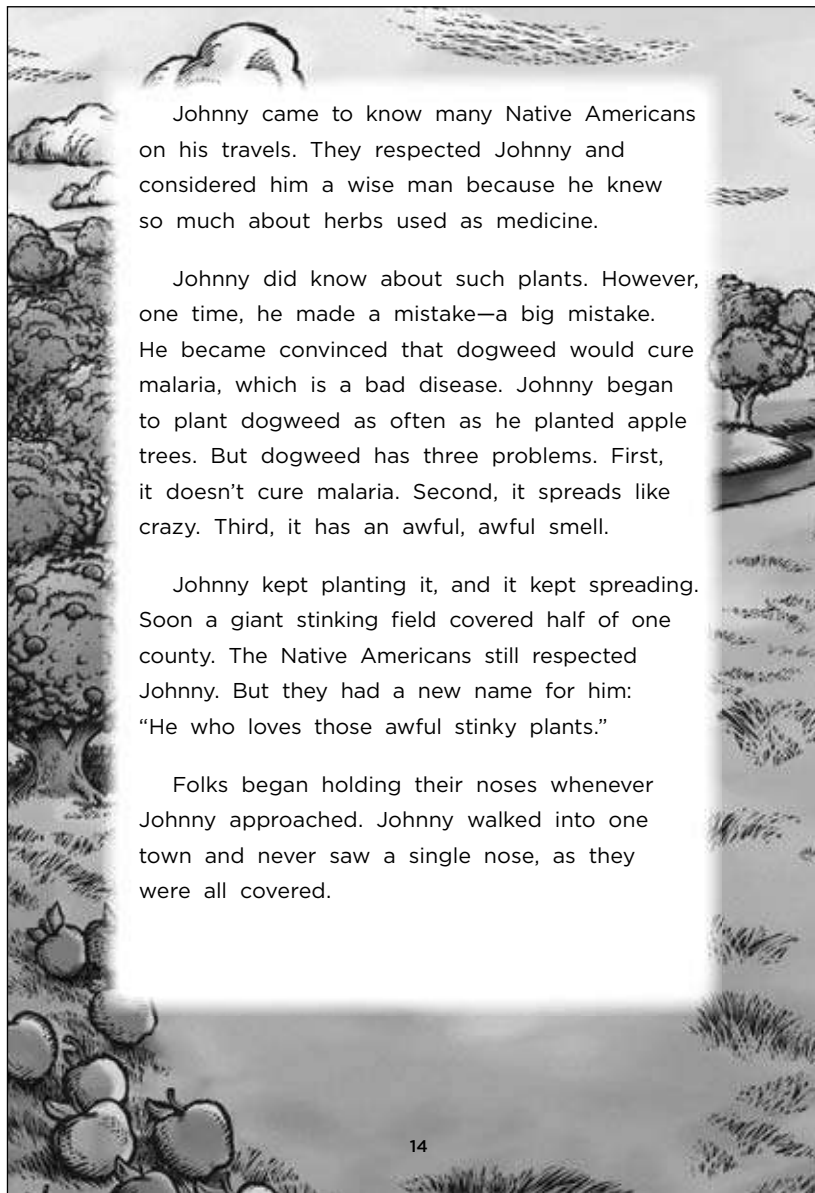 Johnny came to know many Native Americans
on his travels. They respected Johnny and
considered him a wise man because he knew
so much about herbs used as medicine.
Johnny did know about such plants. However,
one time, he made a mistake—a big mistake.
He became convinced that dogweed would cure
malaria, which is a bad disease. Johnny began
to plant dogweed as often as he planted apple
trees. But dogweed has three problems. First,
it doesn’t cure malaria. Second, it spreads like
crazy. Third, it has an awful, awful smell.
Johnny kept planting it, and it kept spreading.
Soon a giant stinking field covered half of one
county. The Native Americans still respected
Johnny. But they had a new name for him:
“He who loves those awful stinky plants.”
Folks began holding their noses whenever
Johnny approached. Johnny walked into one
town and never saw a single nose, as they
were all covered.
14